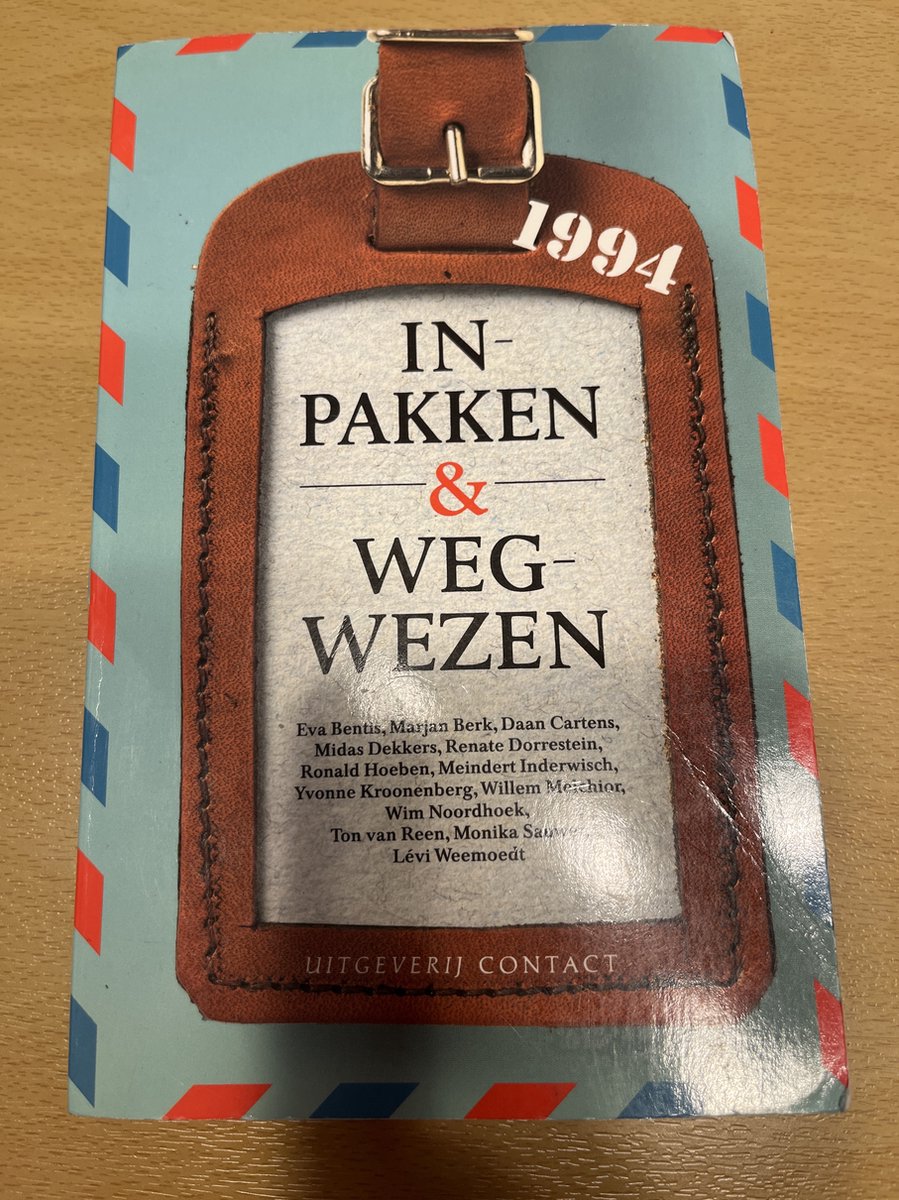 1994
IN-
PAKKEN
&
WEG-
WEZEN
Eva Bentis, Marjan Berk, Daan Cartens,
Midas Dekkers, Renate Dorrestein,
Ronald Hoeben, Meindert Inderwisch,
Yvonne Kroonenberg, Willem Melchior,
Wim Noordhoek,
Ton van Reen, Monika
Lévi Weemoedt
UITGEVERIJ CONTACT